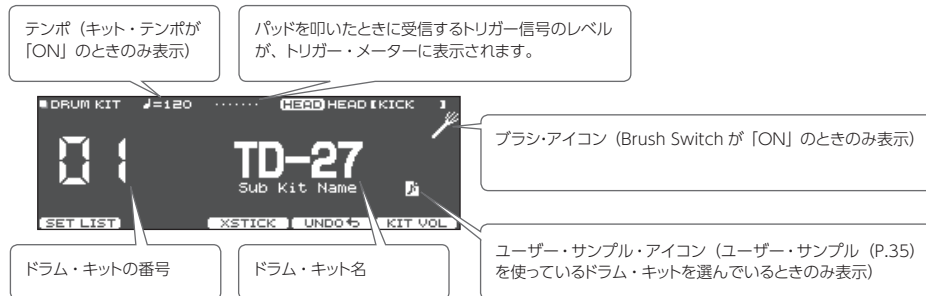 テンポ（キット・テンポが
「ON」のときのみ表示）
パッドを叩いたときに受信するトリガー信号のレベル
が、トリガー・メーターに表示されます。
DRUM KIT ♩=120 ······· HEAD HEAD [KICK ]
01 TD-27
Sub Kit Name
SET LIST XSTICK UNDO KIT VOL
ブラシ・アイコン（Brush Switch が「ON」のときのみ表示）
ユーザー・サンプル・アイコン（ユーザー・サンプル（P.35）
を使っているドラム・キットを選んでいるときのみ表示）
ドラム・キットの番号
ドラム・キット名